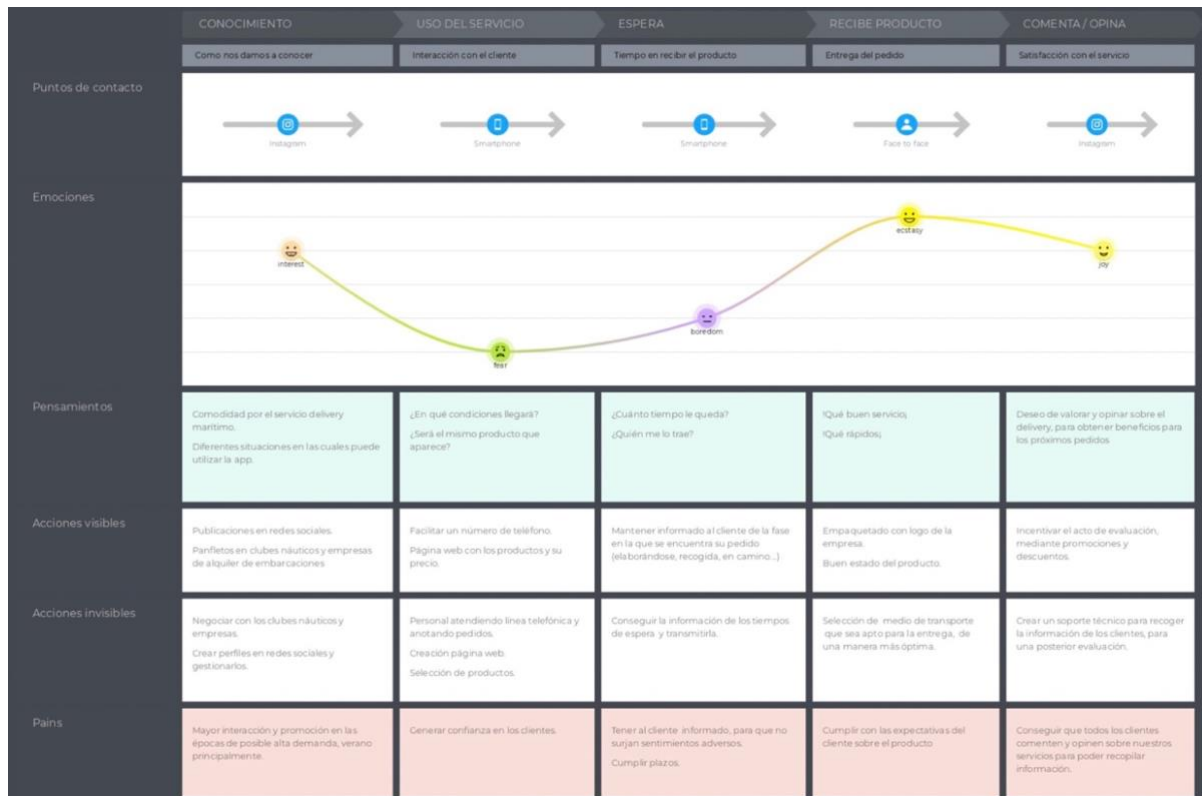 CONOCIMIENTO
USO DEL SERVICIO
ESPERA
RECIBE PRODUCTO
COMENTA / OPINA
Como nos damos a conocer
Interacción con el cliente
Tiempo en recibir el producto
Entrega del pedido
Satisfacción con el servicio
Puntos de contacto
Instagram
Smartphone
Smartphone
Face to face
Instagram
Emociones
interest
fear
boredom
ecstasy
joy
Pensamientos
Comodidad por el servicio delivery
marítimo.
Diferentes situaciones en las cuales puede
utilizar la app.
¿En qué condiciones llegará?
¿Será el mismo producto que
aparece?
¿Cuánto tiempo le queda?
¿Quién me lo trae?
!Qué buen servicio¡
!Qué rápidos¡
Deseo de valorar y opinar sobre el
delivery, para obtener beneficios para
los próximos pedidos
Acciones visibles
Publicaciones en redes sociales.
Panfletos en clubes náuticos y empresas
de alquiler de embarcaciones
Facilitar un número de teléfono.
Página web con los productos y su
precio.
Mantener informado al cliente de la fase
en la que se encuentra su pedido
(elaborándose, recogida, en camino...)
Empaquetado con logo de la
empresa.
Buen estado del producto.
Incentivar el acto de evaluación,
mediante promociones y
descuentos.
Acciones invisibles
Negociar con los clubes náuticos y
empresas.
Crear perfiles en redes sociales y
gestionarlos.
Personal atendiendo línea telefónica y
anotando pedidos.
Creación página web.
Selección de productos.
Conseguir la información de los tiempos
de espera y transmitirla.
Selección de medio de transporte
que sea apto para la entrega, de
una manera más óptima.
Crear un soporte técnico para recoger
la información de los clientes, para
una posterior evaluación.
Pains
Mayor interacción y promoción en las
épocas de posible alta demanda, verano
principalmente.
Generar confianza en los clientes.
Tener al cliente informado, para que no
surjan sentimientos adversos.
Cumplir plazos.
Cumplir con las expectativas del
cliente sobre el producto
Conseguir que todos los clientes
comenten y opinen sobre nuestros
servicios para poder recopilar
información.